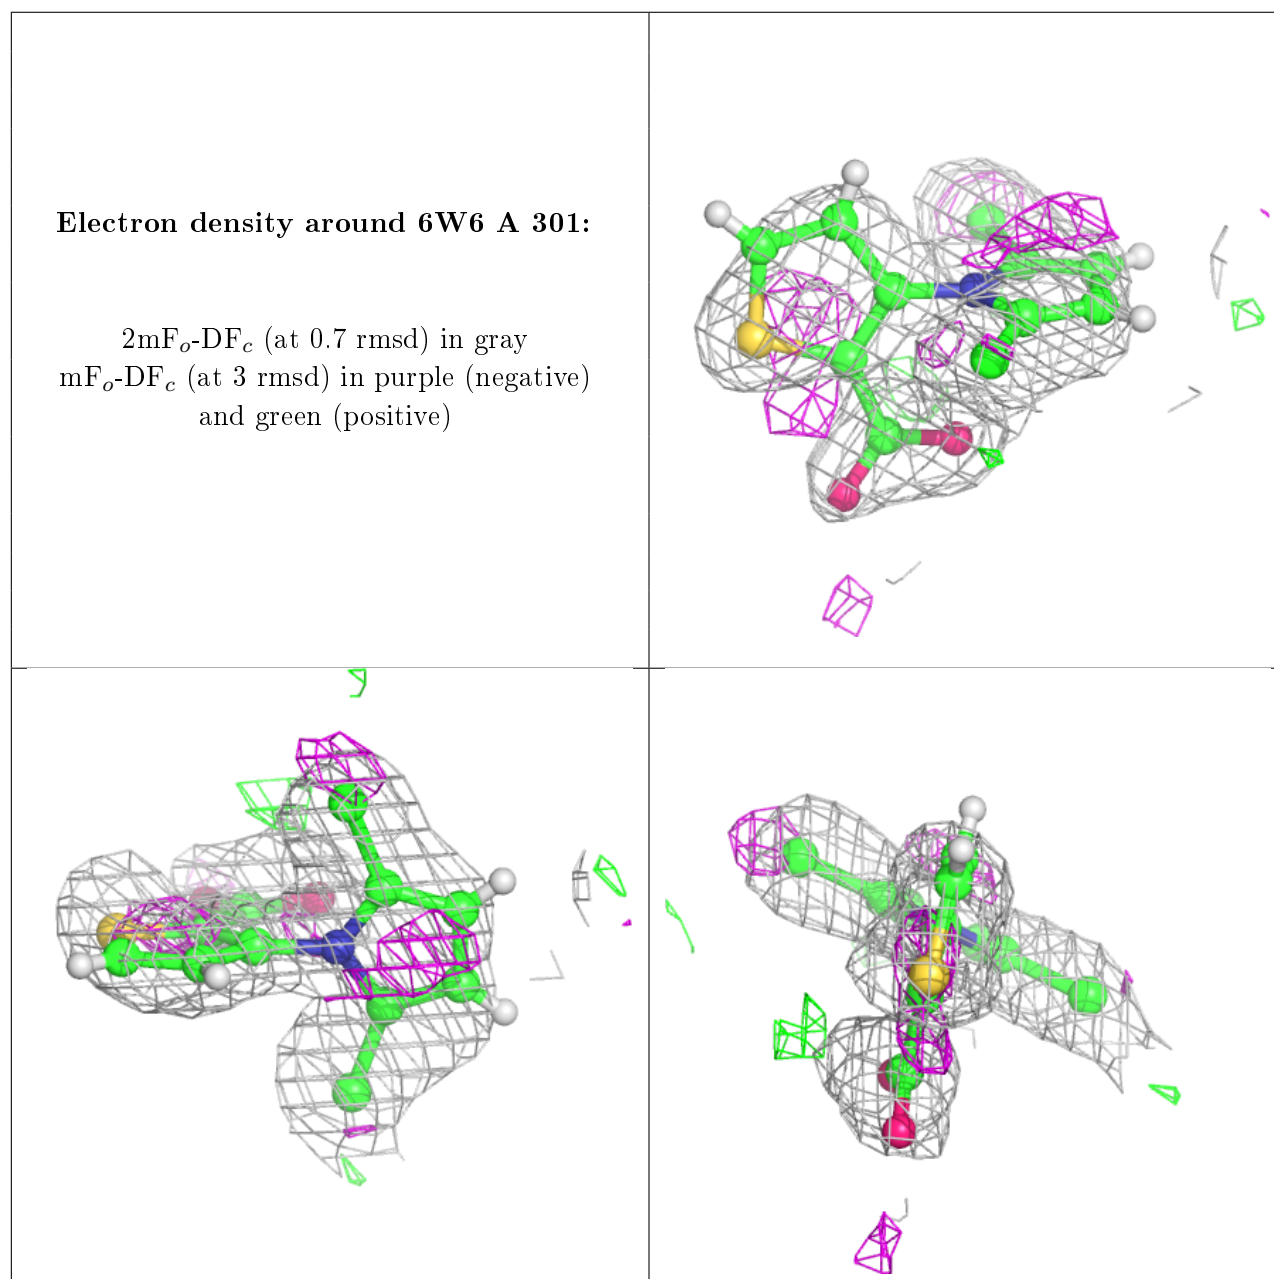 Electron density around 6W6 A 301:
2mFo-DFc (at 0.7 rmsd) in gray
mFo-DFc (at 3 rmsd) in purple (negative)
and green (positive)